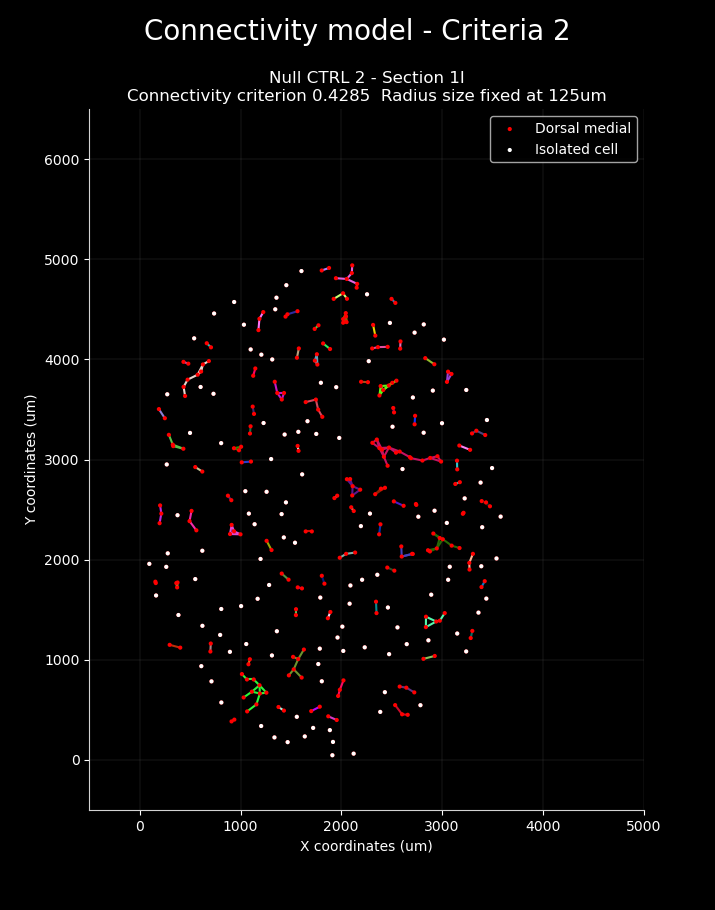 Connectivity model - Criteria 2
Null CTRL 2 - Section 1l
Connectivity criterion 0.4285  Radius size fixed at 125um
Dorsal medial
Isolated cell
6000
5000
4000
3000
2000
1000
0
Y coordinates (um)
0 1000 2000 3000 4000 5000
X coordinates (um)